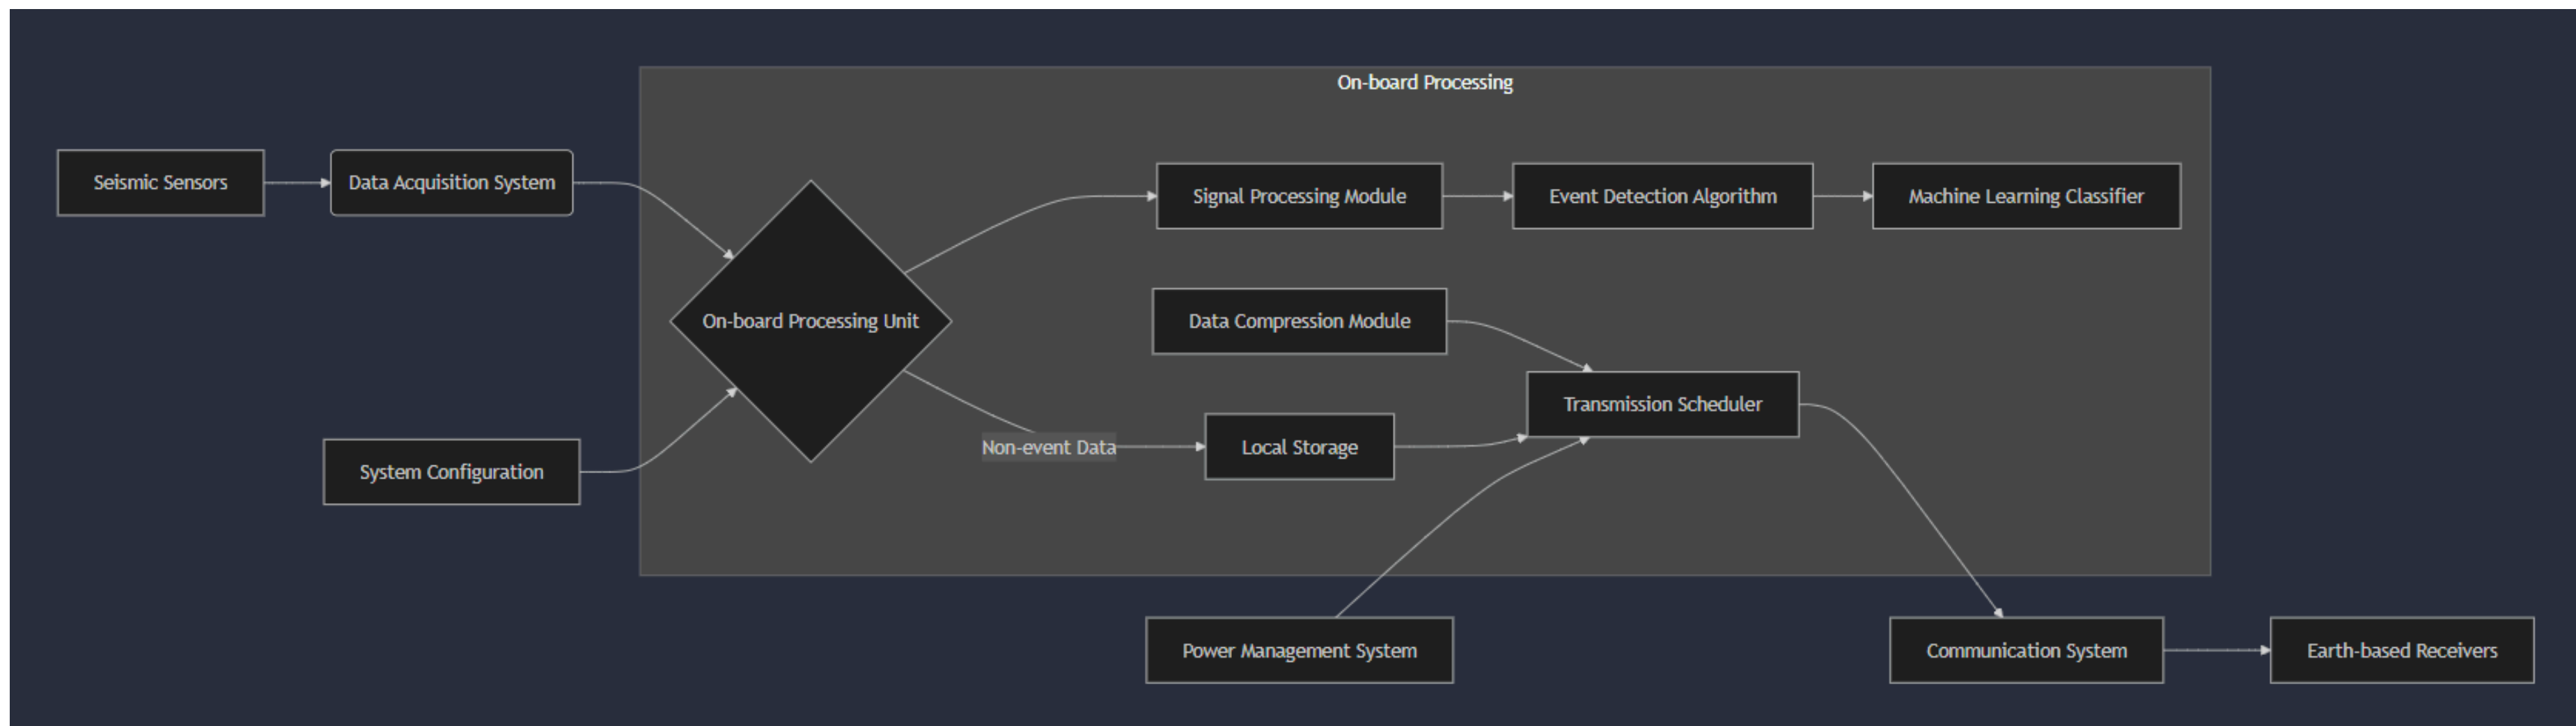 On-board Processing
Seismic Sensors
Data Acquisition System
Signal Processing Module
Event Detection Algorithm
Machine Learning Classifier
On-board Processing Unit
Data Compression Module
Transmission Scheduler
Non-event Data
Local Storage
System Configuration
Power Management System
Communication System
Earth-based Receivers